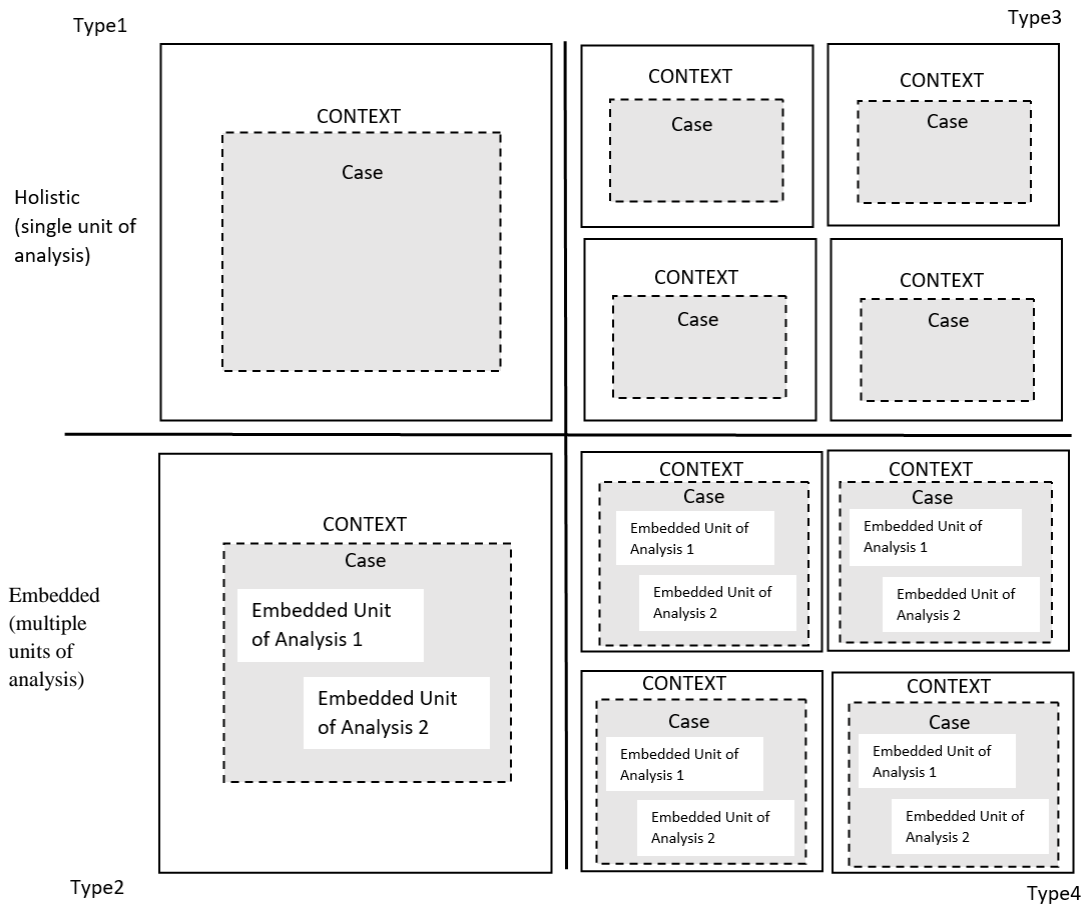 Type1
Type3
Holistic
(single unit of
analysis)
CONTEXT
Case
CONTEXT
Case
CONTEXT
Case
CONTEXT
Case
CONTEXT
Case
Embedded
(multiple
units of
analysis)
CONTEXT
Case
Embedded Unit
of Analysis 1
Embedded Unit
of Analysis 2
CONTEXT
Case
Embedded Unit of
Analysis 1
Embedded Unit of
Analysis 2
CONTEXT
Case
Embedded Unit of
Analysis 1
Embedded Unit of
Analysis 2
CONTEXT
Case
Embedded Unit of
Analysis 1
Embedded Unit of
Analysis 2
CONTEXT
Case
Embedded Unit of
Analysis 1
Embedded Unit of
Analysis 2
Type2
Type4